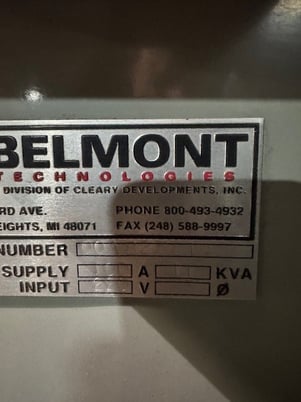 BELMONT
TECHNOLOGIES
DIVISION OF CLEARY DEVELOPMENTS, INC.
RD AVE. PHONE 800-493-4932
EIGHTS, MI 48071 FAX (248) 588-9997
NUMBER
SUPPLY A KVA
INPUT V Ø